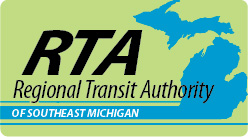 RTA
Regional Transit Authority
OF SOUTHEAST MICHIGAN